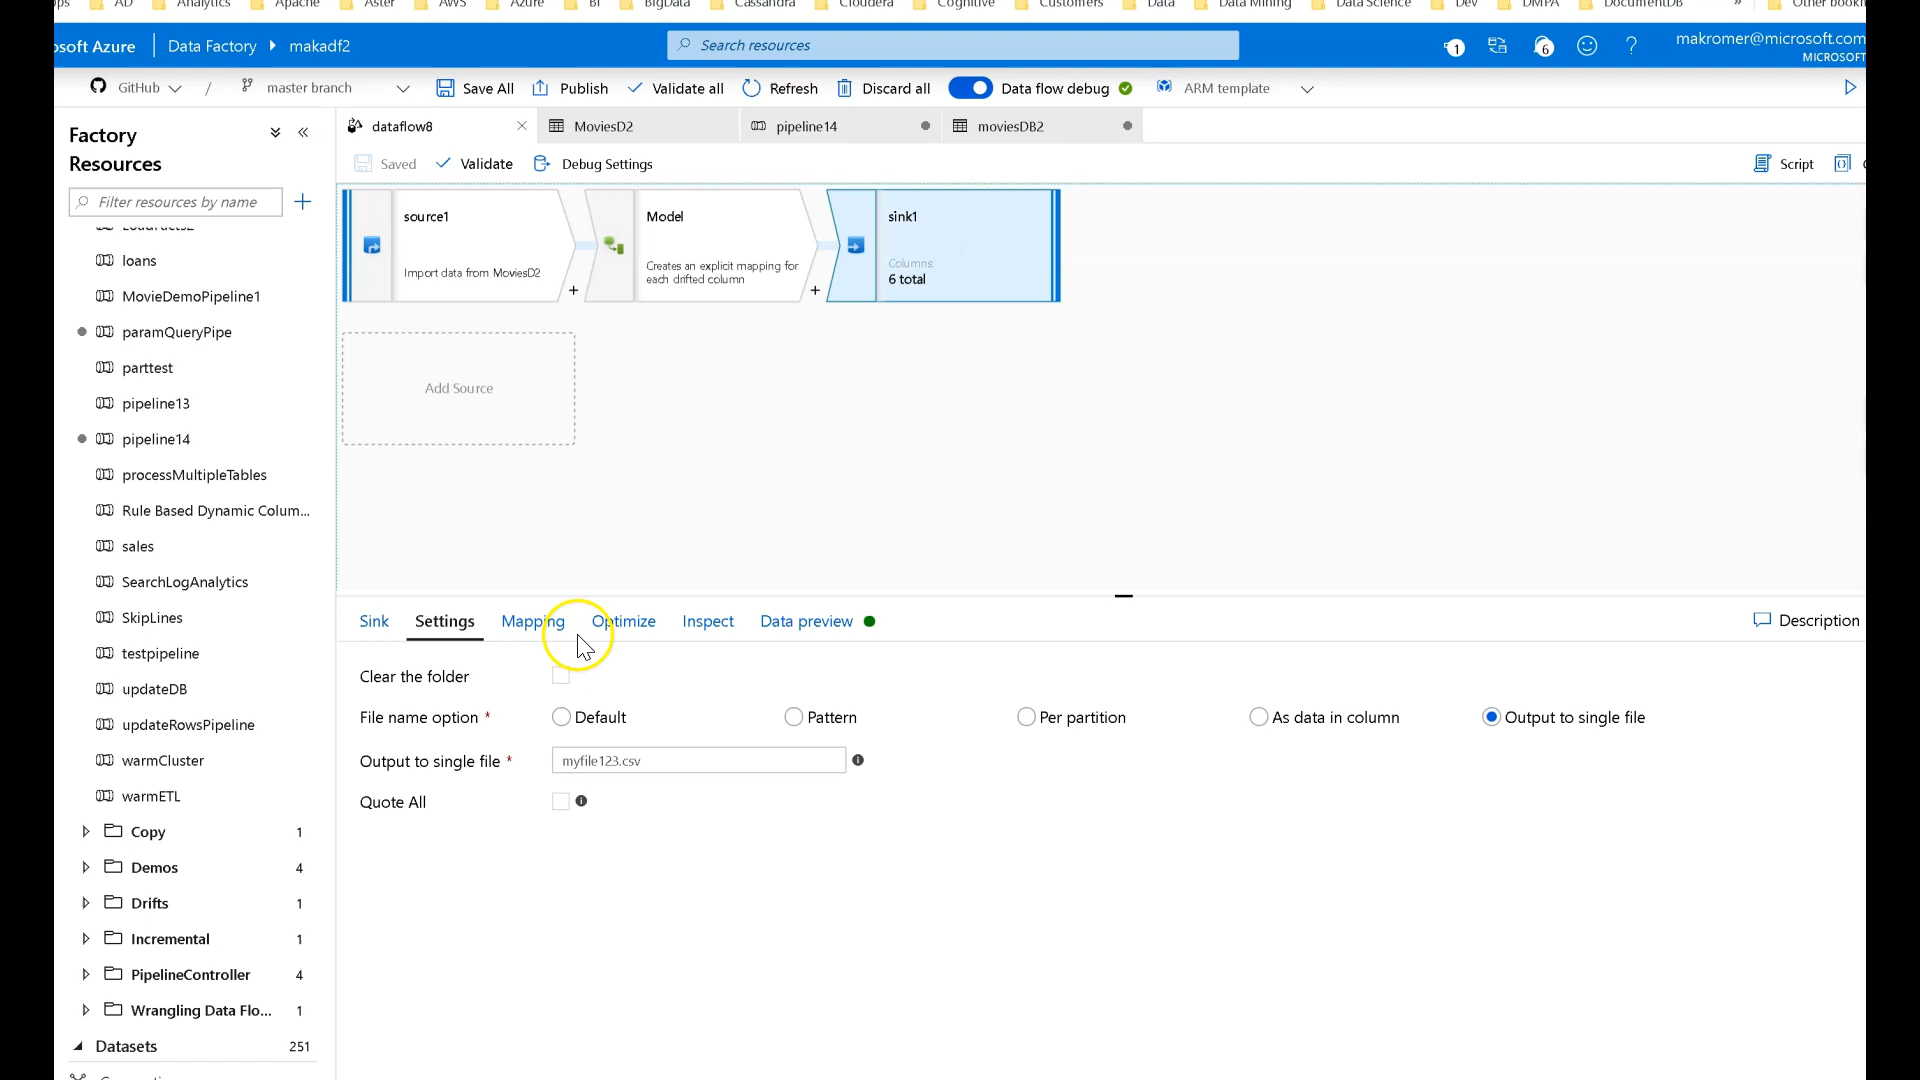 AD
Analytics
Apache
Aster
AWS
Azure
BI
BigData
Cassandra
Cloudera
Cognitive
Customers
Data
Data Mining
Data Science
Dev
DMPA
DocumentDB
»
osoft Azure
Data Factory
makadf2
Search resources
1
6
?
makromer@microsoft.com
MICROSOFT
GitHub
/
master branch
Save All
Publish
Validate all
Refresh
Discard all
Data flow debug
ARM template
Factory
Resources
Filter resources by name
dataflow8
MoviesD2
pipeline14
moviesDB2
Saved
Validate
Debug Settings
Script
source1
Import data from MoviesD2
Model
Creates an explicit mapping for
each drifted column
sink1
Columns:
6 total
Add Source
loans
MovieDemoPipeline1
paramQueryPipe
parttest
pipeline13
pipeline14
processMultipleTables
Rule Based Dynamic Colum...
sales
SearchLogAnalytics
SkipLines
testpipeline
updateDB
updateRowsPipeline
warmCluster
warmETL
Copy 1
Demos 4
Drifts 1
Incremental 1
PipelineController 4
Wrangling Data Flo... 1
Datasets 251
Sink
Settings
Mapping
Optimize
Inspect
Data preview
Description
Clear the folder
File name option *
Default
Pattern
Per partition
As data in column
Output to single file
Output to single file *
myfile123.csv
Quote All